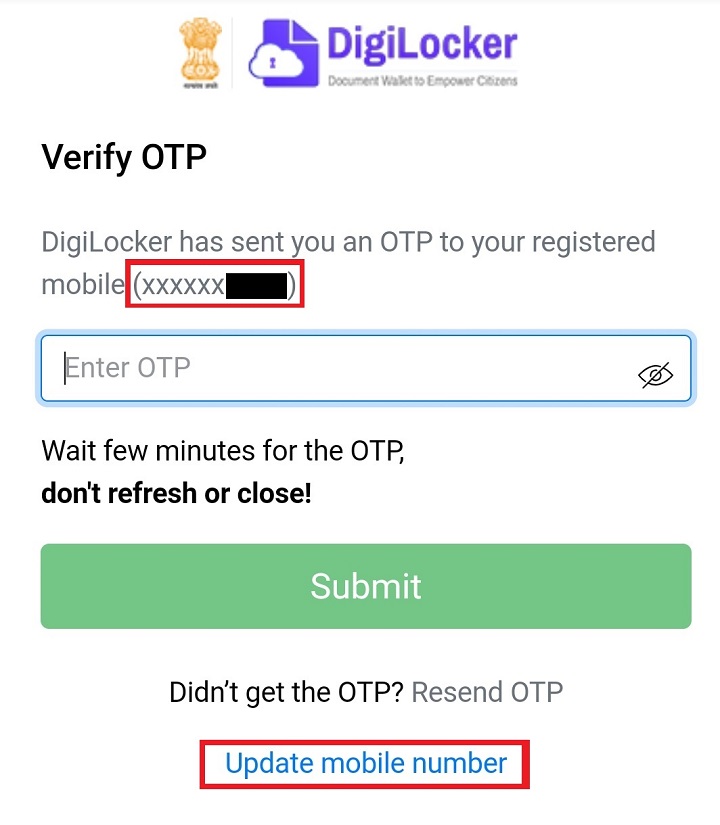 DigiLocker
Document Wallet to Empower Citizens
Verify OTP
DigiLocker has sent you an OTP to your registered
mobile (xxxxxx)
Enter OTP
Wait few minutes for the OTP,
don't refresh or close!
Submit
Didn't get the OTP? Resend OTP
Update mobile number